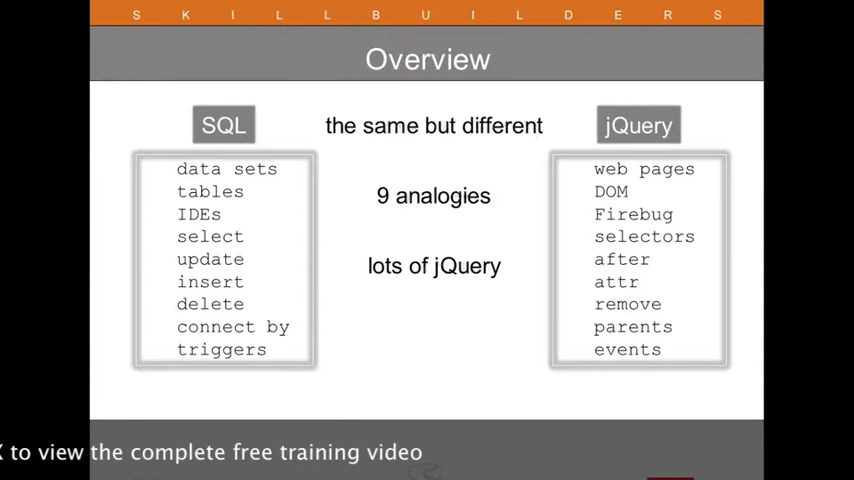 SKILLBUILDERS
Overview
SQL
the same but different
jQuery
data sets
tables
IDEs
select
update
insert
delete
connect by
triggers
9 analogies
lots of jQuery
web pages
DOM
Firebug
selectors
after
attr
remove
parents
events
to view the complete free training video